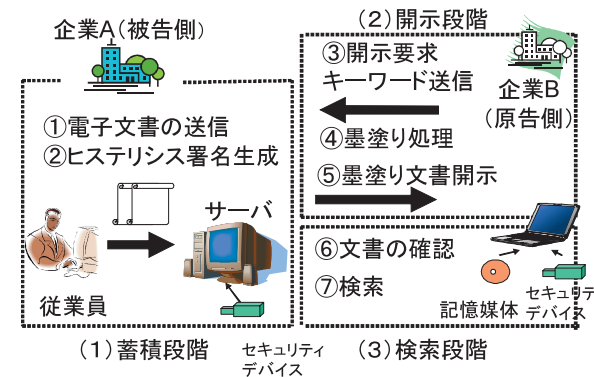 企業A(被告側)
①電子文書の送信
②ヒステリシス署名生成
サーバ
従業員
(1)蓄積段階
セキュリティ
デバイス
(2)開示段階
③開示要求
キーワード送信
企業B
(原告側)
④墨塗り処理
⑤墨塗り文書開示
⑥文書の確認
⑦検索
記憶媒体
セキュリテ
デバイス
(3)検索段階